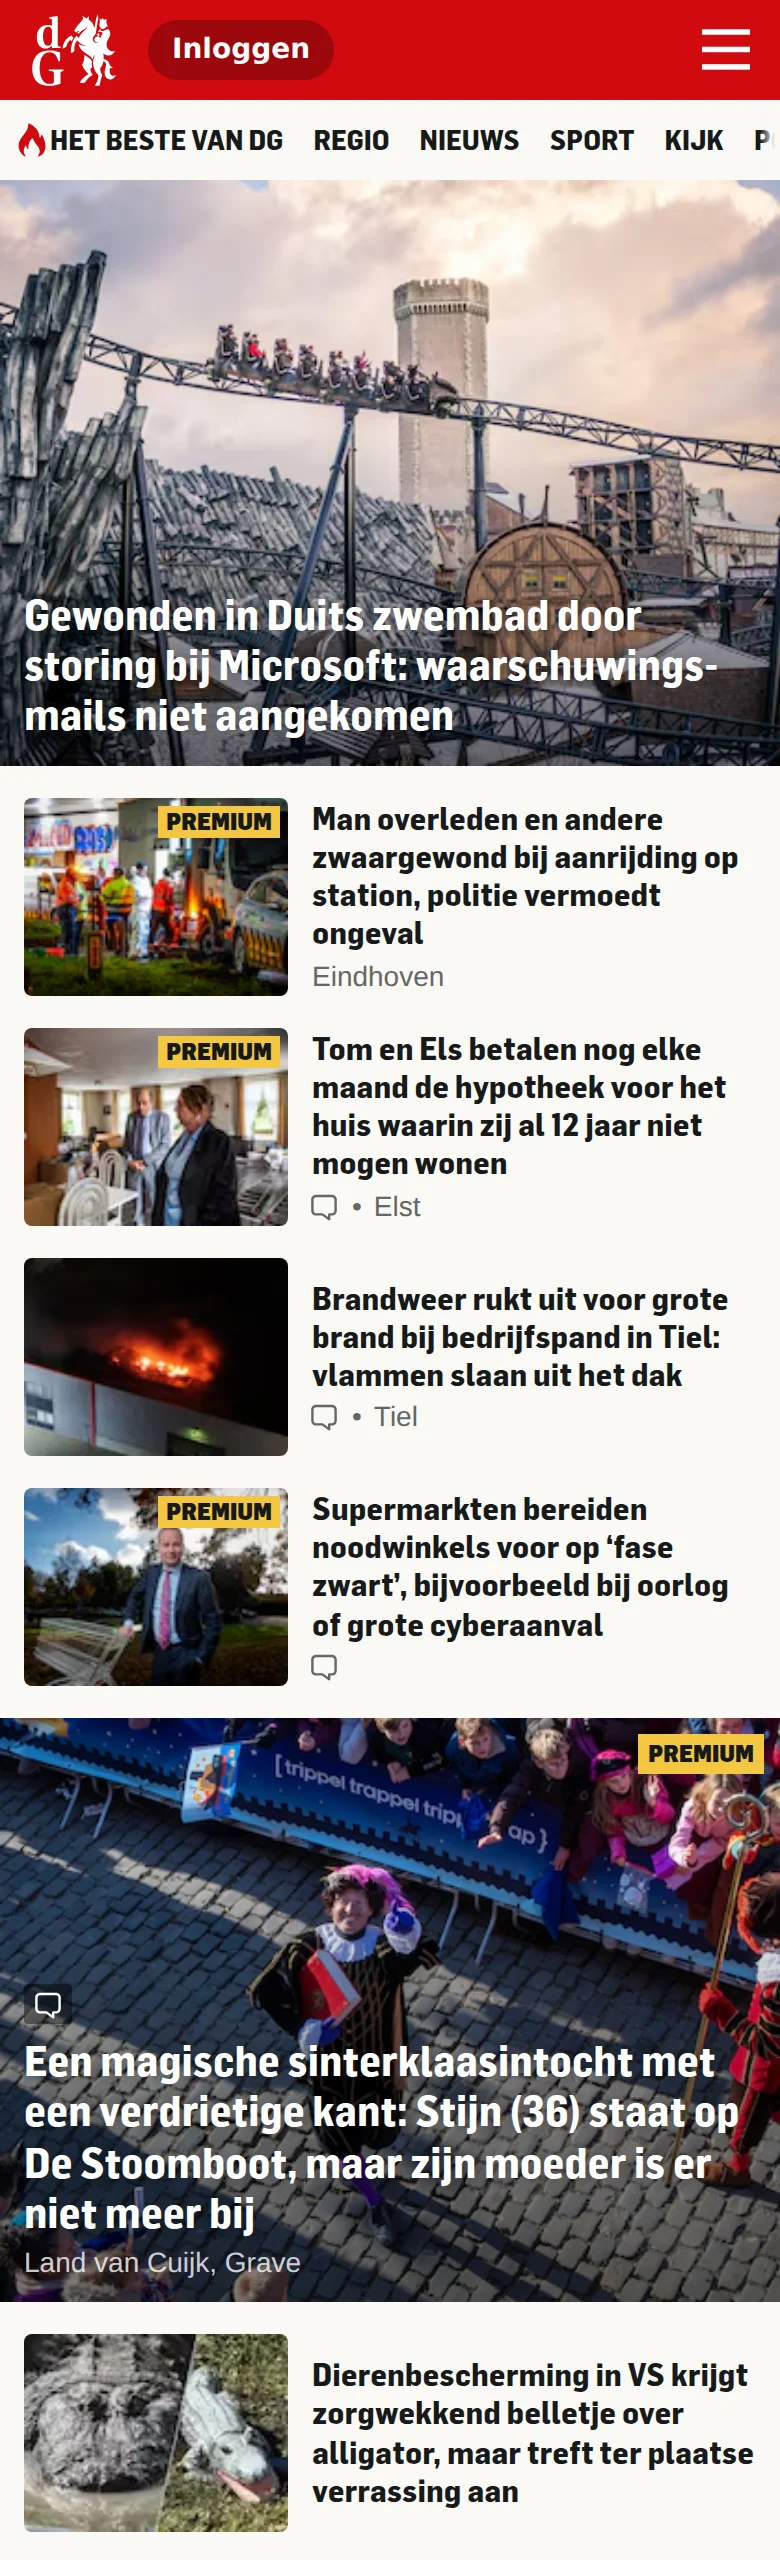 dG
Inloggen
HET BESTE VAN DG REGIO NIEUWS SPORT KIJK
Gewonden in Duits zwembad door
storing bij Microsoft: waarschuwings-
mails niet aangekomen
PREMIUM
Man overleden en andere
zwaargewond bij aanrijding op
station, politie vermoedt
ongeval
Eindhoven
PREMIUM
Tom en Els betalen nog elke
maand de hypotheek voor het
huis waarin zij al 12 jaar niet
mogen wonen
• Elst
Brandweer rukt uit voor grote
brand bij bedrijfspand in Tiel:
vlammen slaan uit het dak
• Tiel
PREMIUM
Supermarkten bereiden
noodwinkels voor op ‘fase
zwart’, bijvoorbeeld bij oorlog
of grote cyberaanval
PREMIUM
[ trippel trappel trip ap }
Een magische sinterklaasintocht met
een verdrietige kant: Stijn (36) staat op
De Stoomboot, maar zijn moeder is er
niet meer bij
Land van Cuijk, Grave
Dierenbescherming in VS krijgt
zorgwekkend belletje over
alligator, maar treft ter plaatse
verrassing aan